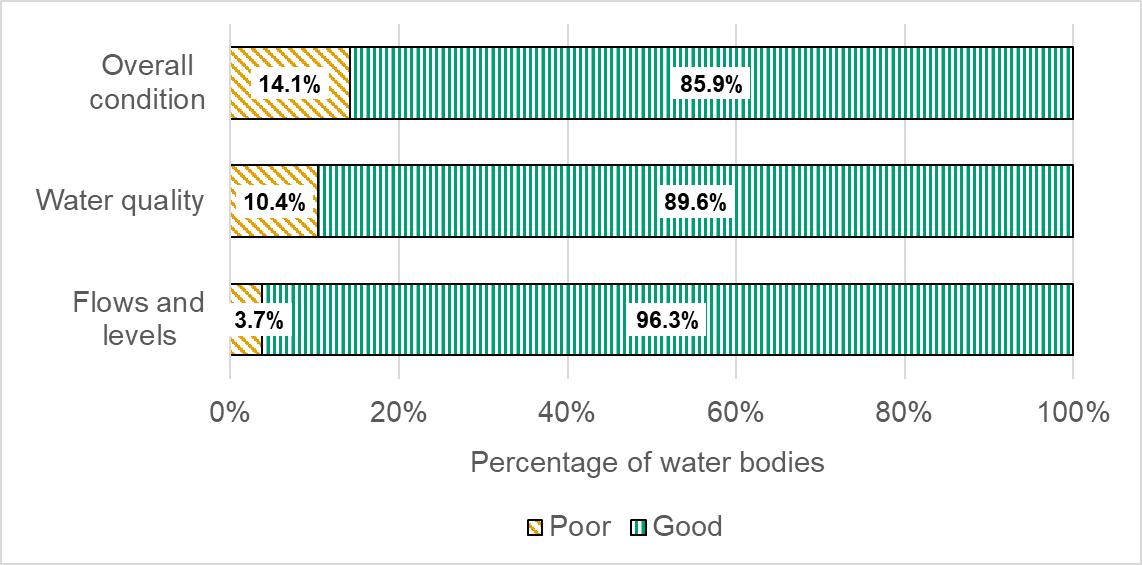 Overall
condition
14.1%
85.9%
Water quality
10.4%
89.6%
Flows and
levels
3.7%
96.3%
0% 20% 40% 60% 80% 100%
Percentage of water bodies
Poor Good